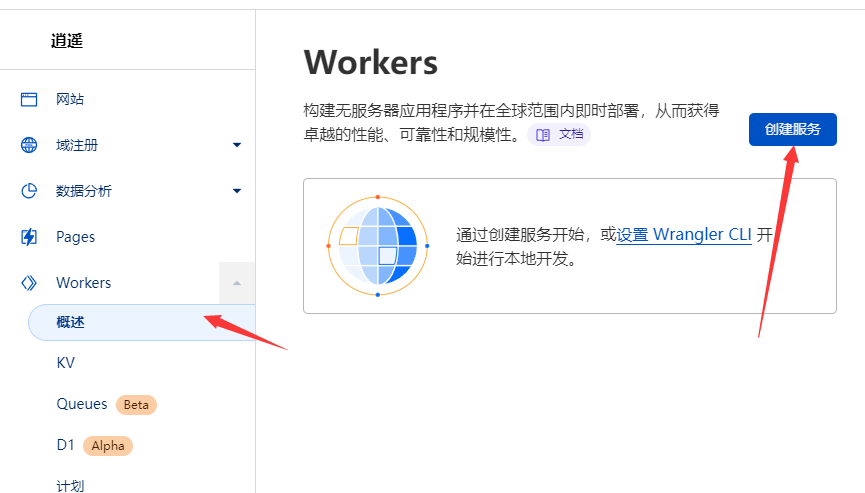 逍遥
网站
域注册
数据分析
Pages
Workers
概述
KV
Queues Beta
D1 Alpha
计划
Workers
构建无服务器应用程序并在全球范围内即时部署，从而获得
卓越的性能、可靠性和规模性。 文档
创建服务
通过创建服务开始，或设置 Wrangler CLI 开
始进行本地开发。